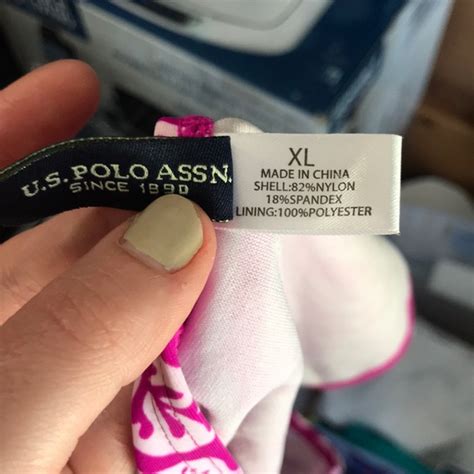 U.S. POLO ASSN.
SINCE 1890
XL
MADE IN CHINA
SHELL:82%NYLON
18%SPANDEX
LINING:100%POLYESTER